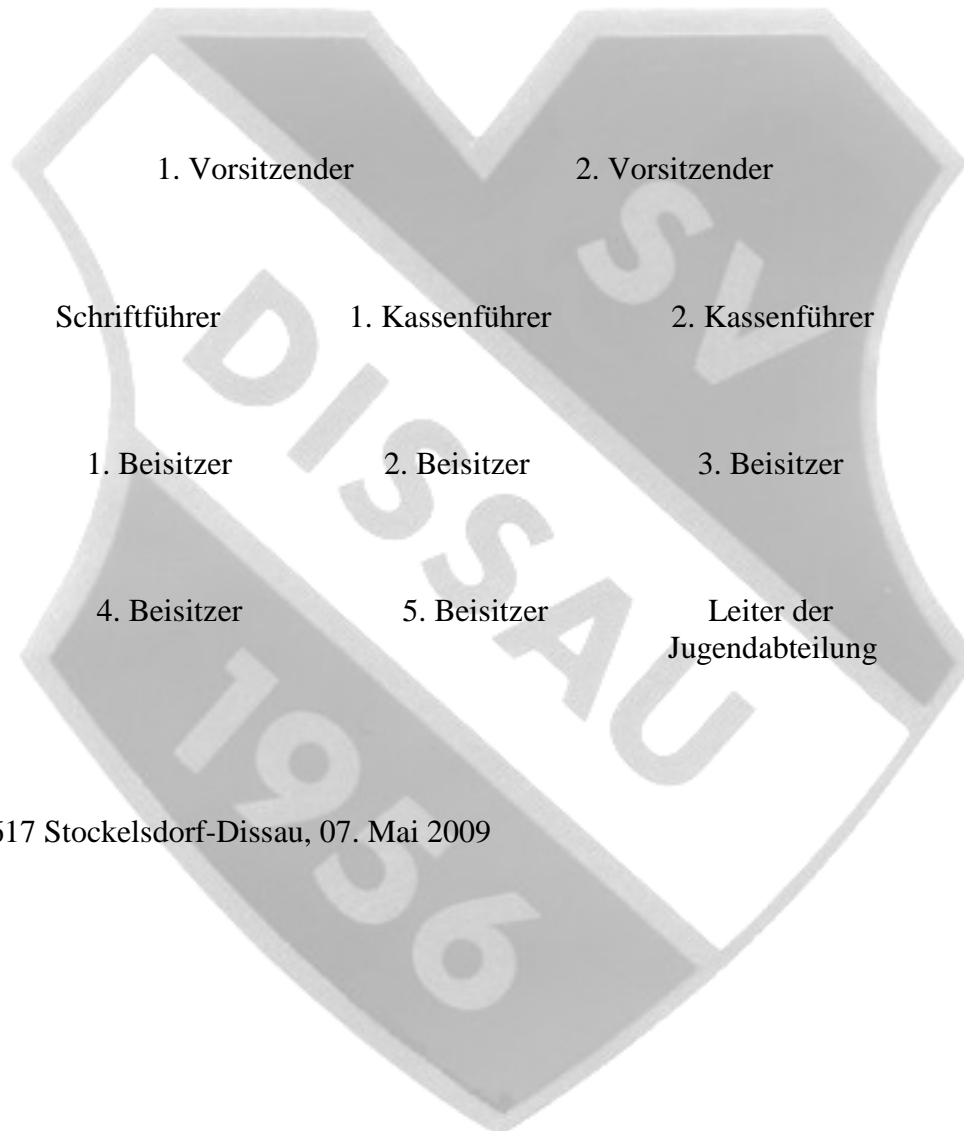 1. Vorsitzender 2. Vorsitzender
Schriftführer 1. Kassenführer 2. Kassenführer
1. Beisitzer 2. Beisitzer 3. Beisitzer
4. Beisitzer 5. Beisitzer Leiter der
Jugendabteilung
617 Stockelsdorf-Dissau, 07. Mai 2009
SV
DISSAU
1956